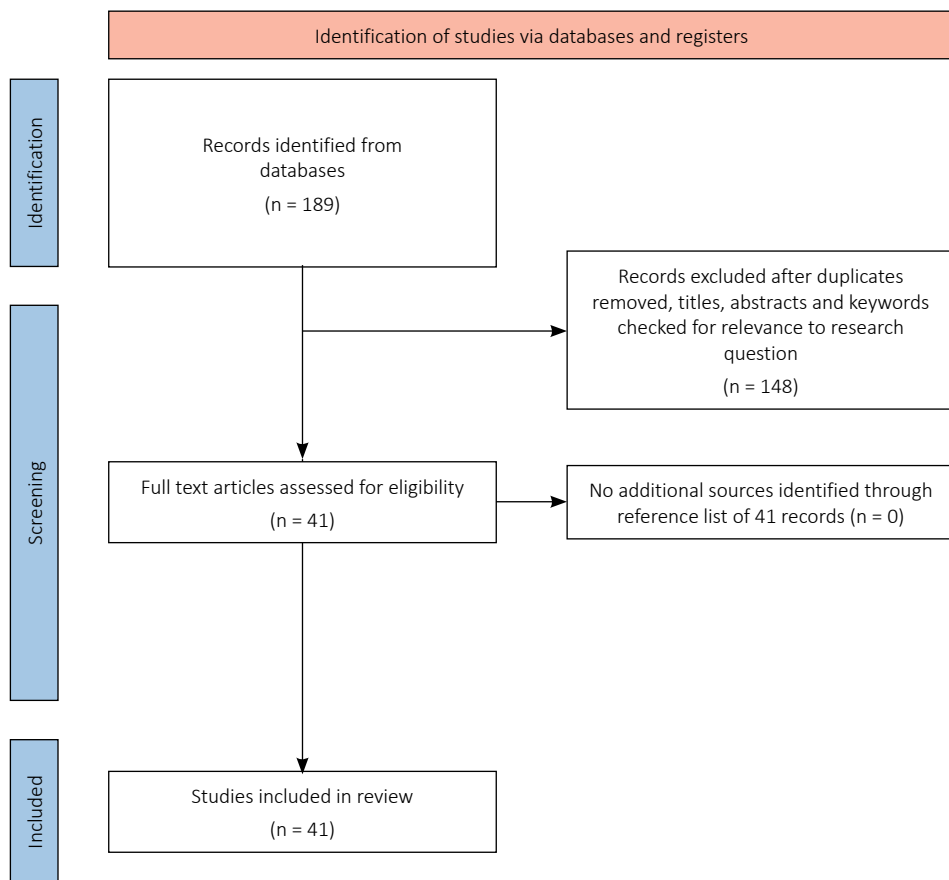 Identification of studies via databases and registers
Identification
Records identified from
databases
(n = 189)
Records excluded after duplicates
removed, titles, abstracts and keywords
checked for relevance to research
question
(n = 148)
Screening
Full text articles assessed for eligibility
(n = 41)
No additional sources identified through
reference list of 41 records (n = 0)
Included
Studies included in review
(n = 41)